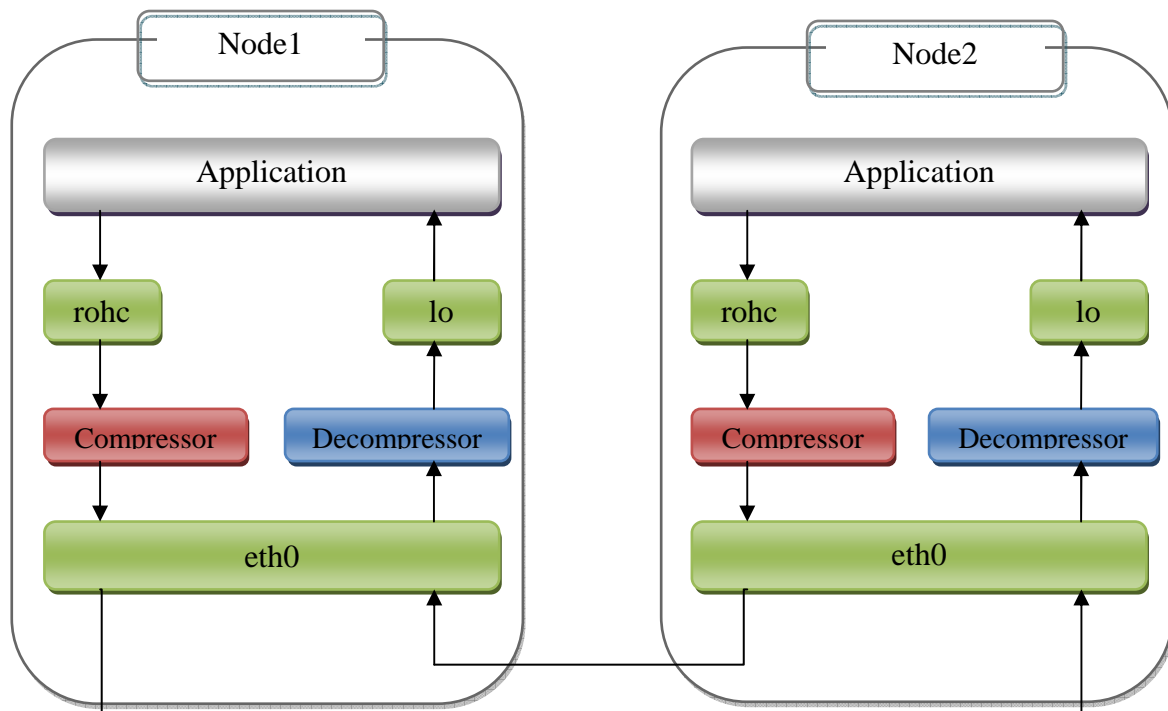 Node1
Node2
Application
Application
rohc
lo
rohc
lo
Compressor
Decompressor
Compressor
Decompressor
eth0
eth0